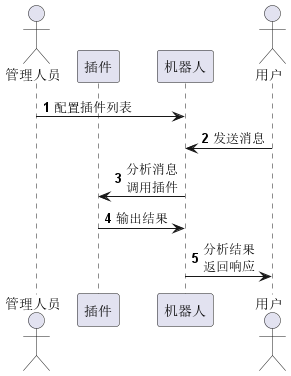 管理人员
插件
机器人
用户
1 配置插件列表
2 发送消息
3 分析消息
调用插件
4 输出结果
5 分析结果
返回响应
管理人员
插件
机器人
用户